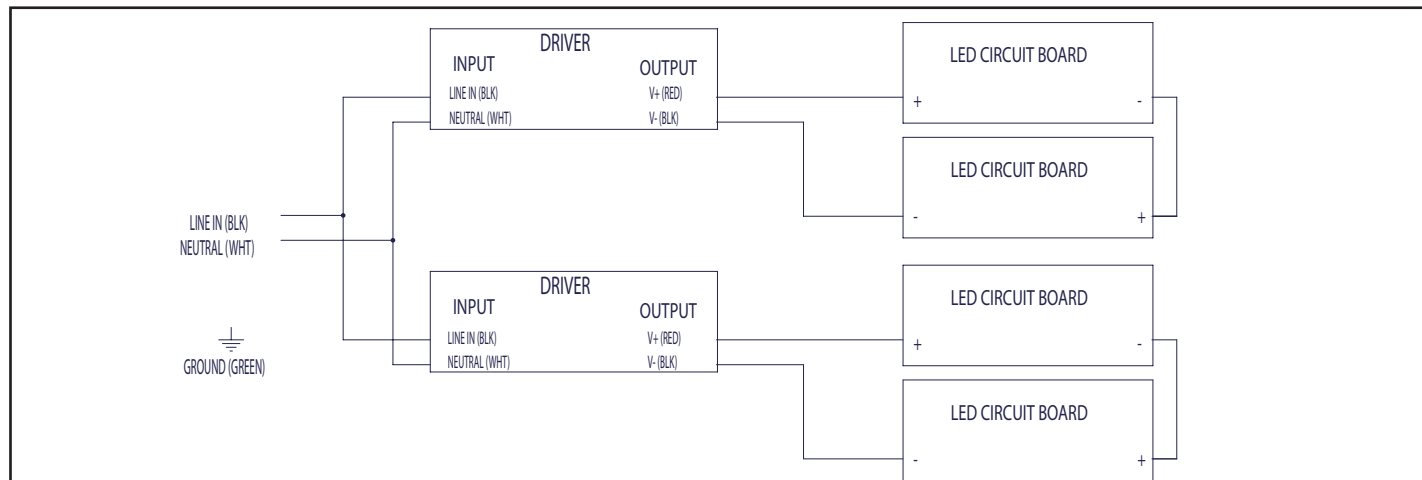 DRIVER
INPUT
OUTPUT
LINE IN (BLK)
V+ (RED)
NEUTRAL (WHT)
V- (BLK)
LED CIRCUIT BOARD
+ -
LED CIRCUIT BOARD
- +
LINE IN (BLK)
NEUTRAL (WHT)
GROUND (GREEN)
DRIVER
INPUT
OUTPUT
LINE IN (BLK)
V+ (RED)
NEUTRAL (WHT)
V- (BLK)
LED CIRCUIT BOARD
+ -
LED CIRCUIT BOARD
- +